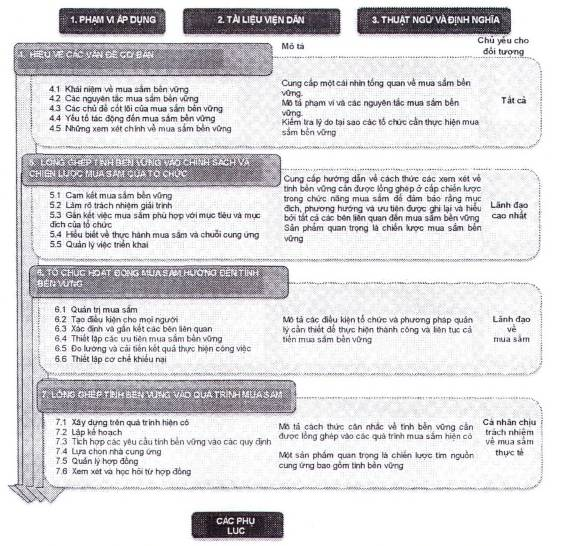 1. PHẠM VI ÁP DỤNG
2. TÀI LIỆU VIỆN DẪN
3. THUẬT NGỮ VÀ ĐỊNH NGHĨA
Mô tả
Chủ yếu cho
đối tượng
4. HIỂU VỀ CÁC VẤN ĐỀ CƠ BẢN
4.1 Khái niệm về mua sắm bền vững
4.2 Các nguyên tắc mua sắm bền vững
4.3 Các chủ đề cốt lõi của mua sắm bền vững
4.4 Yếu tố tác động đến mua sắm bền vững
4.5 Những xem xét chính về mua sắm bền vững
Cung cấp một cái nhìn tổng quan về mua sắm bền
vững.
Mô tả phạm vi và các nguyên tắc mua sắm bền
vững.
Kiểm tra lý do tại sao các tổ chức cần thực hiện mua
sắm bền vững
Tất cả
5. LỒNG GHÉP TÍNH BỀN VỮNG VÀO CHÍNH SÁCH VÀ
CHIẾN LƯỢC MUA SẮM CỦA TỔ CHỨC
5.1 Cam kết mua sắm bền vững
5.2 Làm rõ trách nhiệm giải trình
5.3 Gắn kết việc mua sắm phù hợp với mục tiêu và mục
đích của tổ chức
5.4 Hiểu biết về thực hành mua sắm và chuỗi cung ứng
5.5 Quản lý việc triển khai
Cung cấp hướng dẫn về cách thức các xem xét về
tính bền vững cần được lồng ghép ở cấp chiến lược
trong chức năng mua sắm để đảm bảo rằng mục
đích, phương hướng và ưu tiên được ghi lại và hiểu
bởi tất cả các bên liên quan đến mua sắm bền vững
Sản phẩm quan trọng là chiến lược mua sắm bền
vững
Lãnh đạo
cao nhất
6. TỔ CHỨC HOẠT ĐỘNG MUA SẮM HƯỚNG ĐẾN TÍNH
BỀN VỮNG
6.1 Quản trị mua sắm
6.2 Tạo điều kiện cho mọi người
6.3 Xác định và gắn kết các bên liên quan
6.4 Thiết lập các ưu tiên mua sắm bền vững
6.5 Đo lường và cải tiến kết quả thực hiện công việc
6.6 Thiết lập cơ chế khiếu nại
Mô tả các điều kiện tổ chức và phương pháp quản
lý cần thiết để thực hiện thành công và liên tục cả
tiến mua sắm bền vững
Lãnh đạo
về
mua sắm
7. LỒNG GHÉP TÍNH BỀN VỮNG VÀO QUÁ TRÌNH MUA SẮM
7.1 Xây dựng trên quá trình hiện có
7.2 Lập kế hoạch
7.3 Tích hợp các yêu cầu tính bền vững vào các quy định
7.4 Lựa chọn nhà cung ứng
7.5 Quản lý hợp đồng
7.6 Xem xét và học hỏi từ hợp đồng
Mô tả cách thức cân nhắc về tính bền vững cần
được lồng ghép vào các quá trình mua sắm hiện có
Một sản phẩm quan trọng là chiến lược tìm nguồn
cung ứng bao gồm tính bền vững
Cá nhân chịu
trách nhiệm
về mua sắm
thực tế
CÁC PHỤ
LỤC